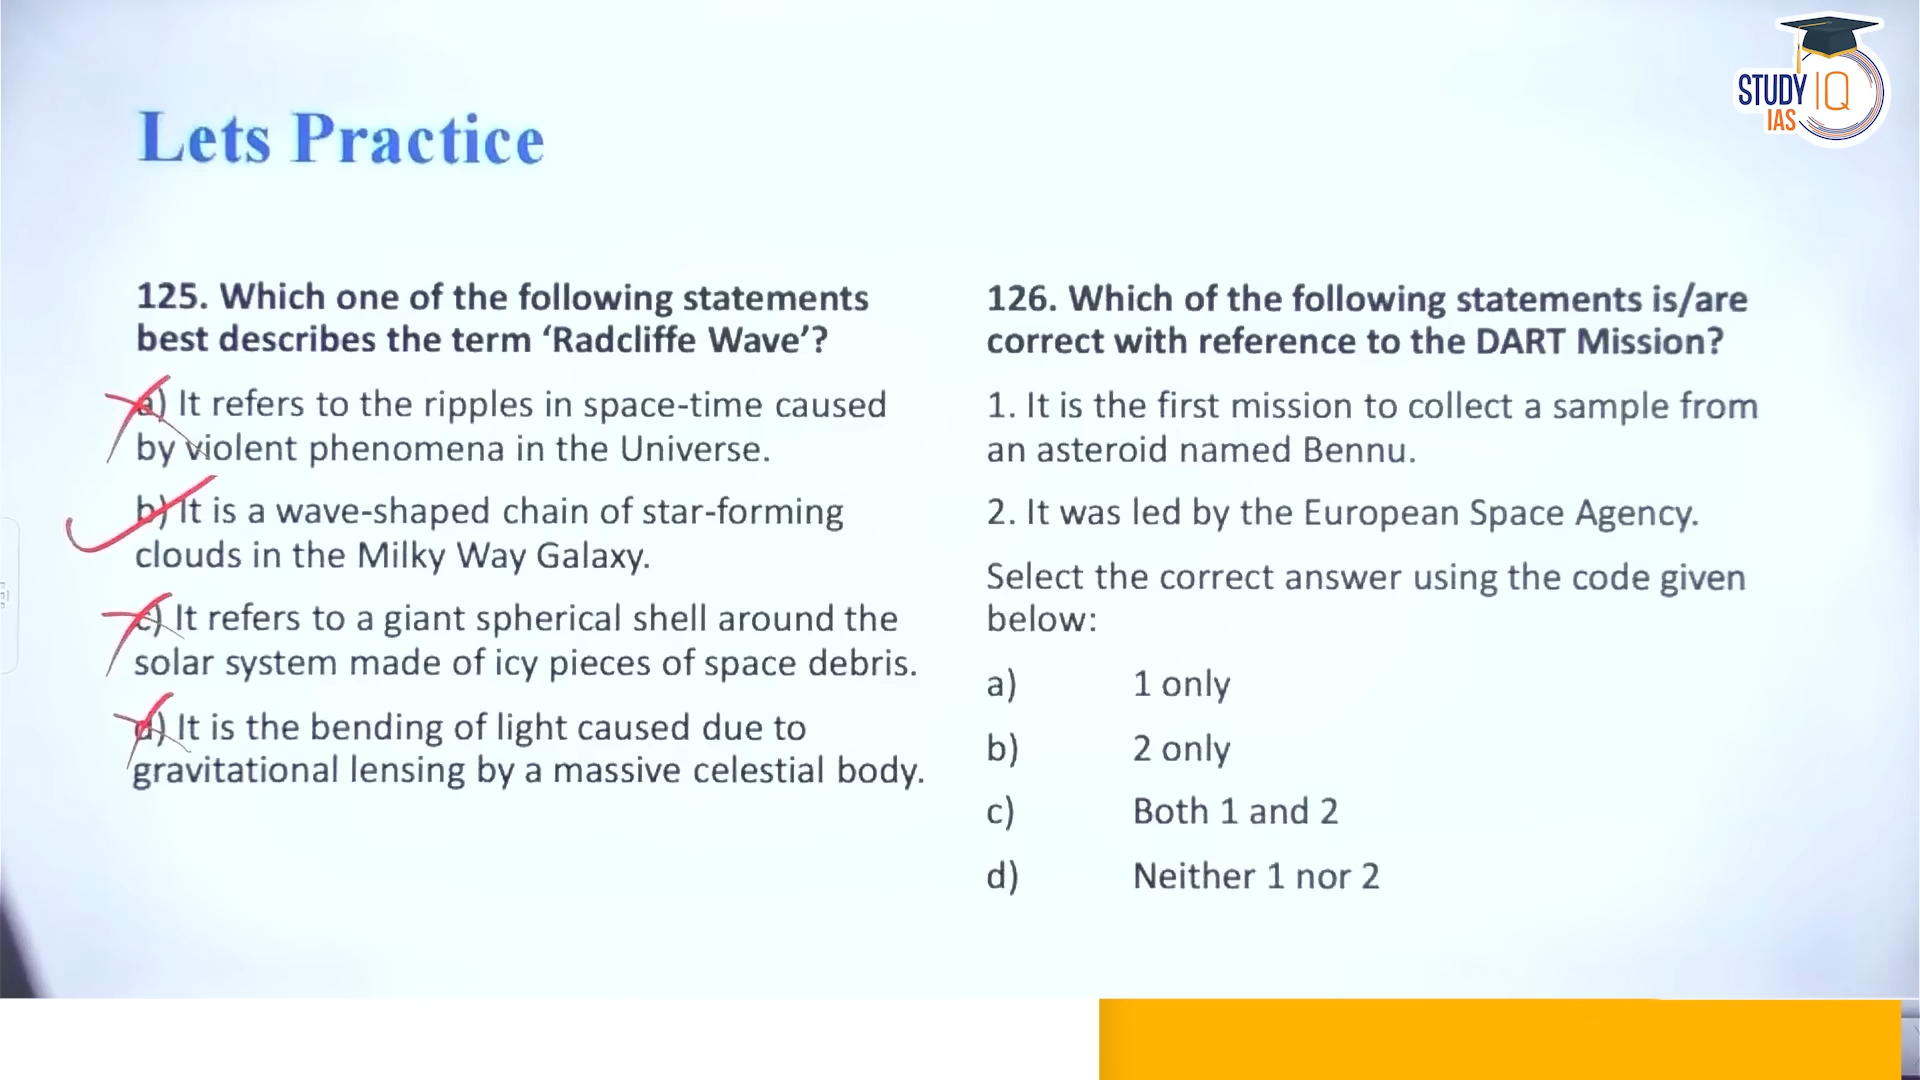 STUDY IQ
IAS
Lets Practice
125. Which one of the following statements
best describes the term ‘Radcliffe Wave’?
a) It refers to the ripples in space-time caused
by violent phenomena in the Universe.
b) It is a wave-shaped chain of star-forming
clouds in the Milky Way Galaxy.
c) It refers to a giant spherical shell around the
solar system made of icy pieces of space debris.
d) It is the bending of light caused due to
gravitational lensing by a massive celestial body.
126. Which of the following statements is/are
correct with reference to the DART Mission?
1. It is the first mission to collect a sample from
an asteroid named Bennu.
2. It was led by the European Space Agency.
Select the correct answer using the code given
below:
a) 1 only
b) 2 only
c) Both 1 and 2
d) Neither 1 nor 2